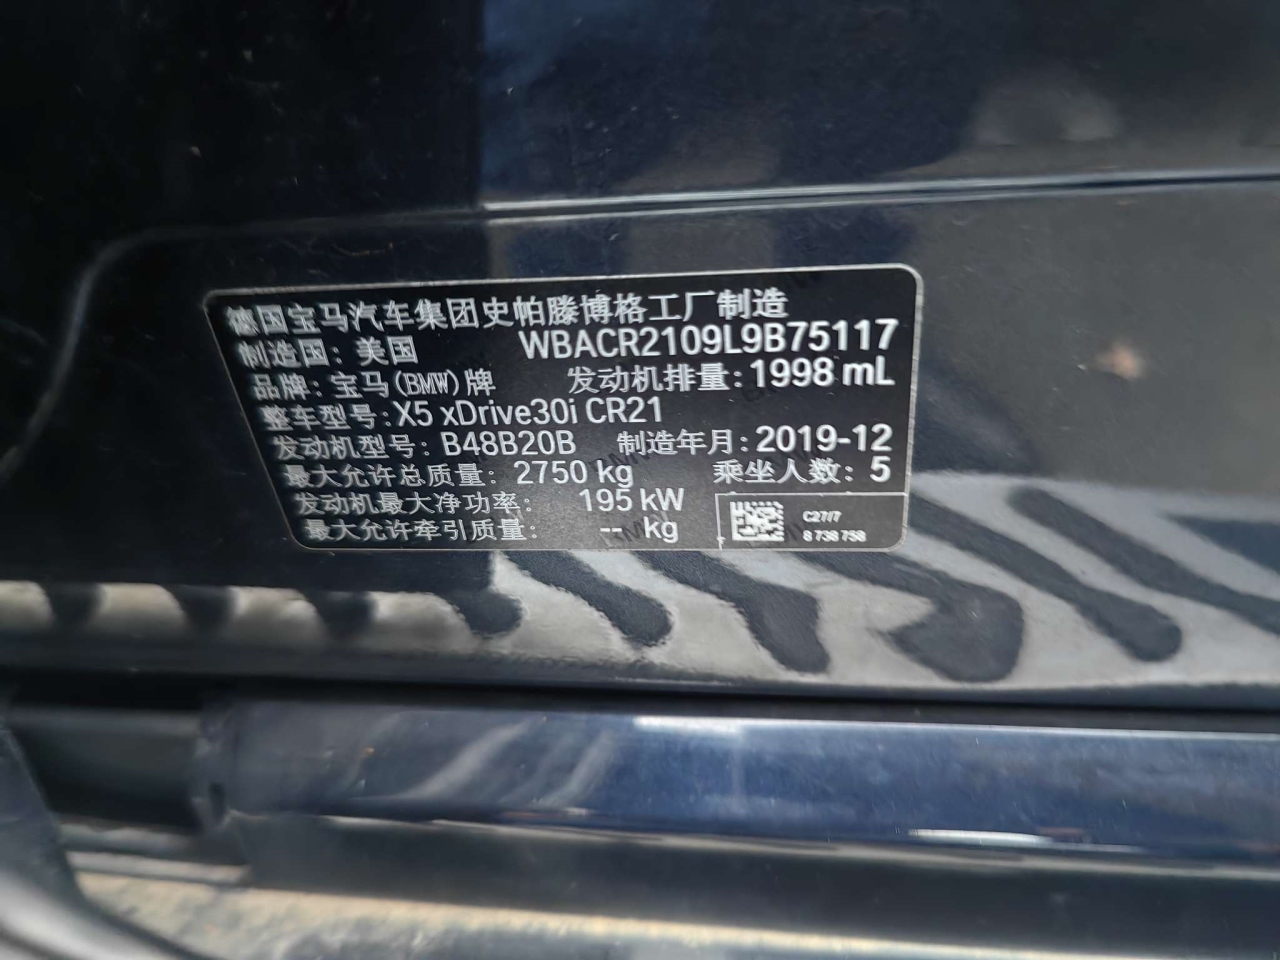 德国宝马汽车集团史帕滕博格工厂制造
制造国：美国 WBACR2109L9B75117
品牌：宝马(BMW)牌 发动机排量：1998 mL
整车型号：X5 xDrive30i CR21
发动机型号：B48B20B 制造年月：2019-12
最大允许总质量：2750 kg 乘坐人数：5
发动机最大净功率：195 kW
最大允许牵引质量：-- kg
C27/7
8 738 758